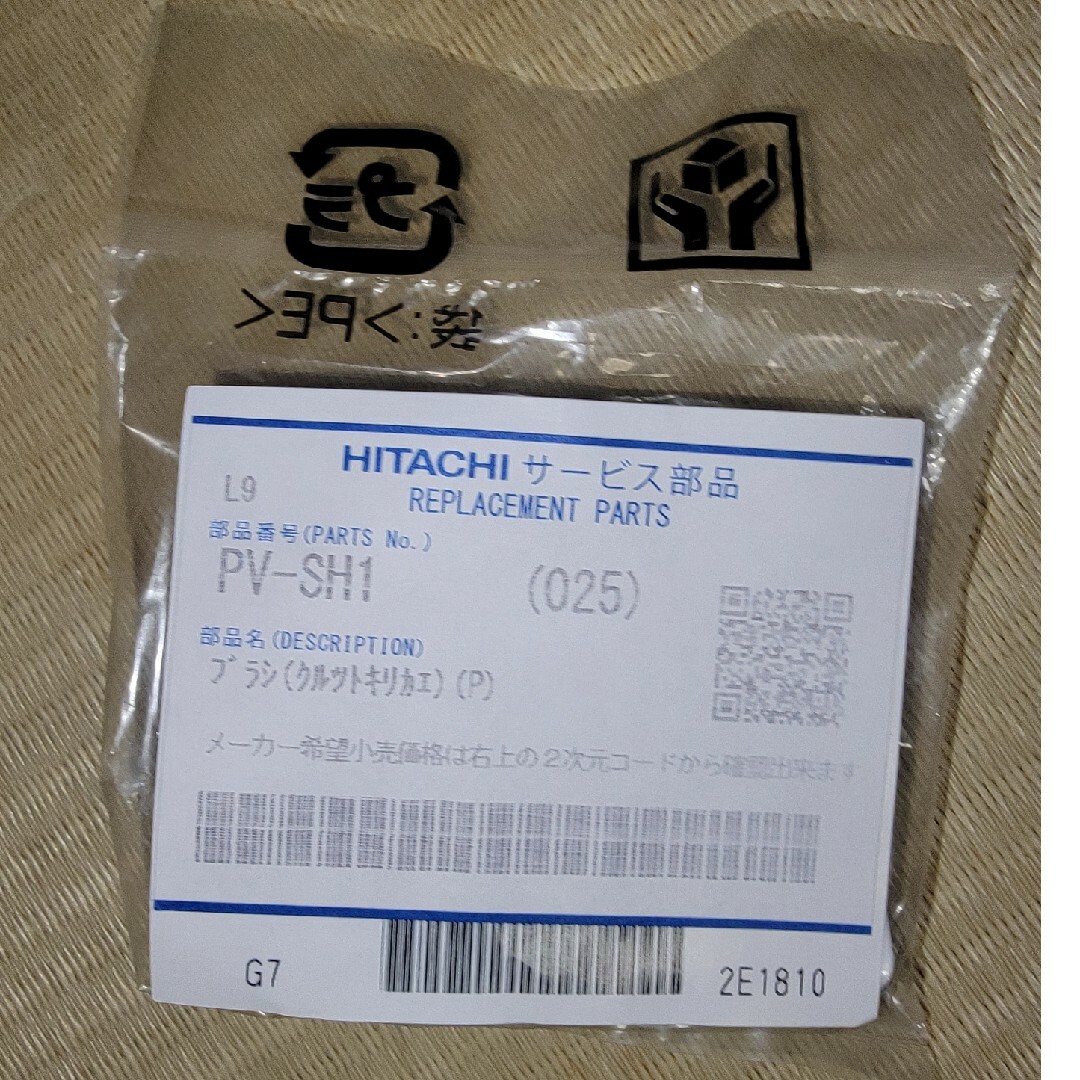 プラ
袋:>PE<
HITACHI サービス部品
L9
REPLACEMENT PARTS
部品番号(PARTS No.)
PV-SH1 (025)
部品名(DESCRIPTION)
ブラシ(クルサトキリカエ)(P)
メーカー希望小売価格は右上の2次元コードから確認出来ます
G7 2E1810